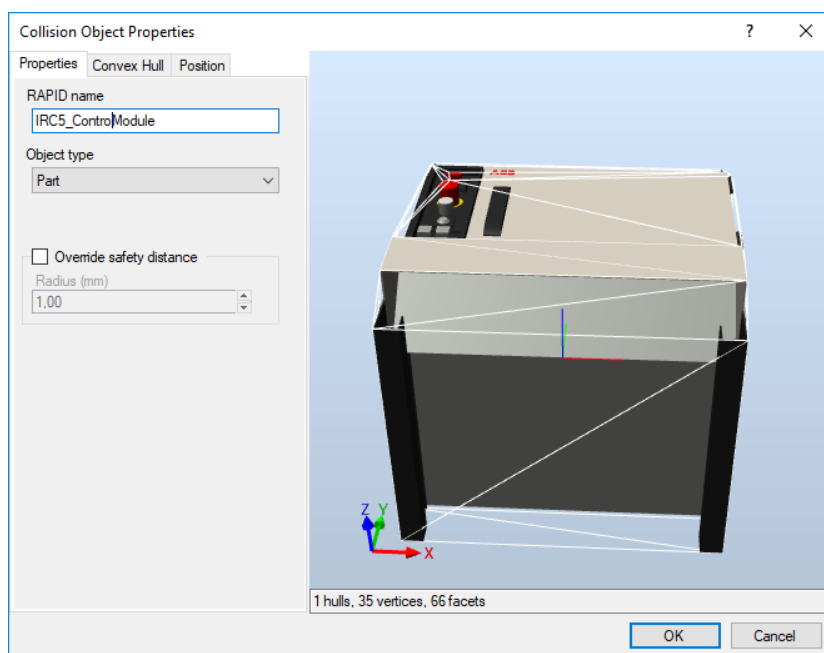 Collision Object Properties
?
Properties
Convex Hull
Position
RAPID name
IRC5_ControlModule
Object type
Part
Override safety distance
Radius (mm)
1,00
ABB
Z
Y
X
1 hulls, 35 vertices, 66 facets
OK
Cancel